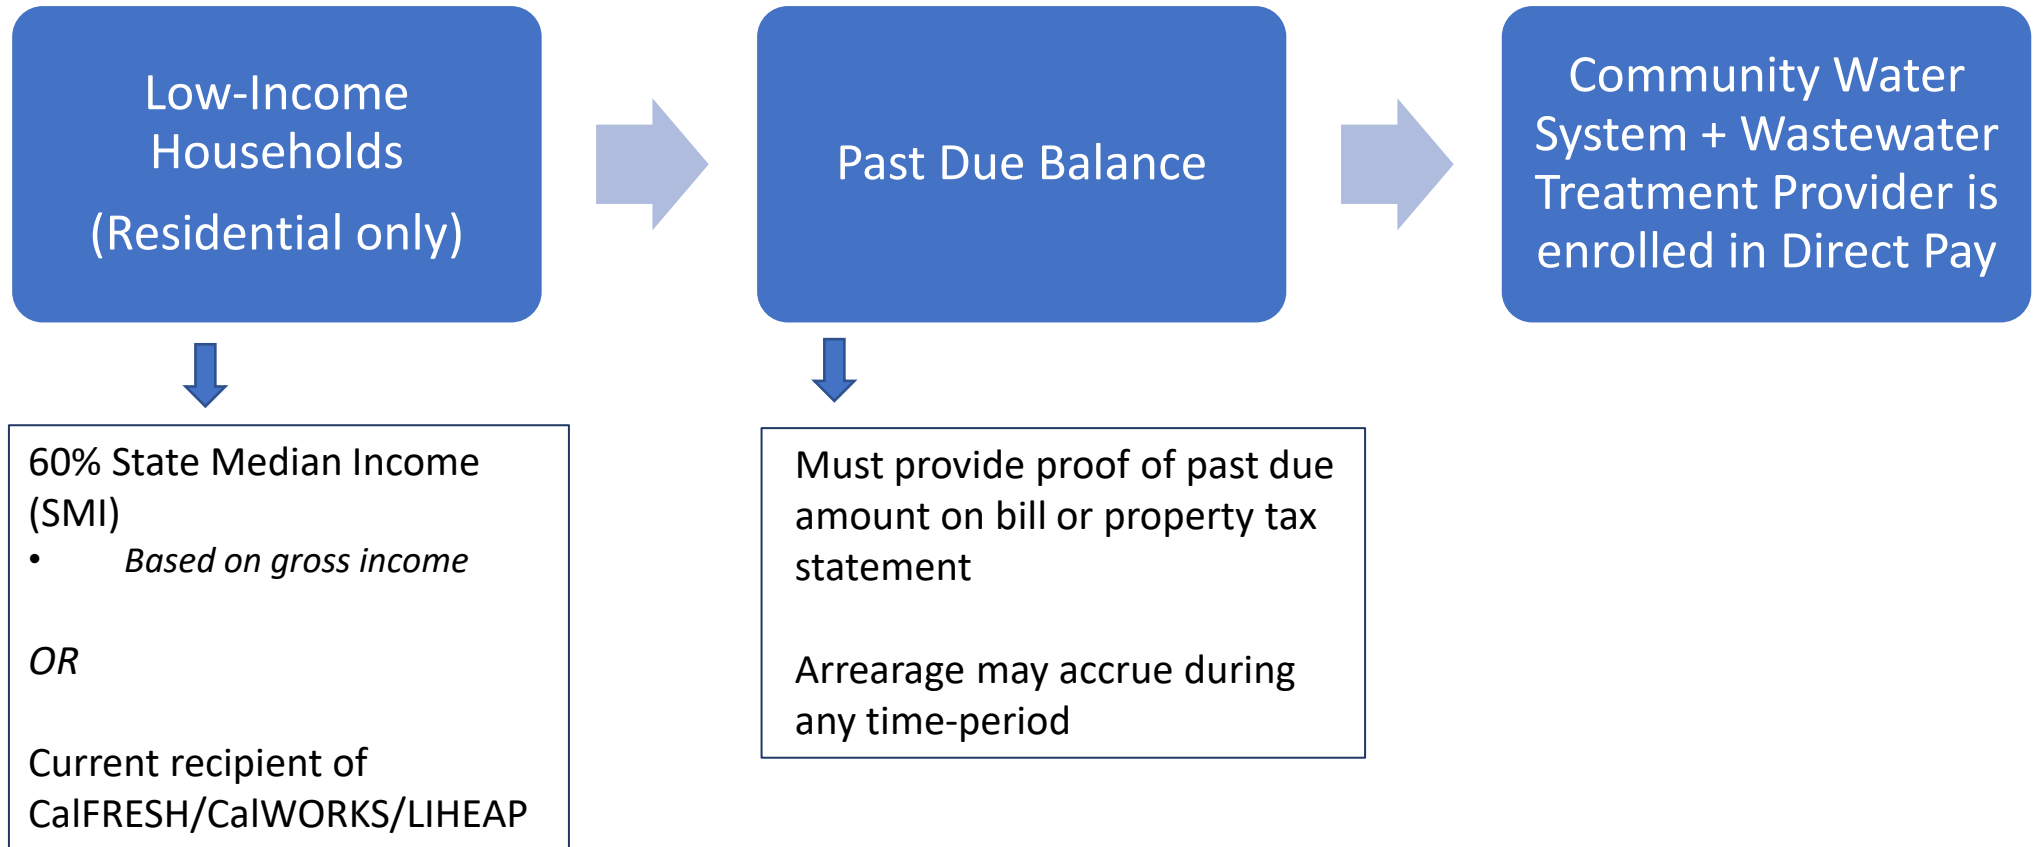 Low-Income
Households
(Residential only)
Past Due Balance
Community Water
System + Wastewater
Treatment Provider is
enrolled in Direct Pay
60% State Median Income
(SMI)
• Based on gross income
OR
Current recipient of
CalFRESH/CalWORKS/LIHEAP
Must provide proof of past due
amount on bill or property tax
statement
Arrearage may accrue during
any time-period